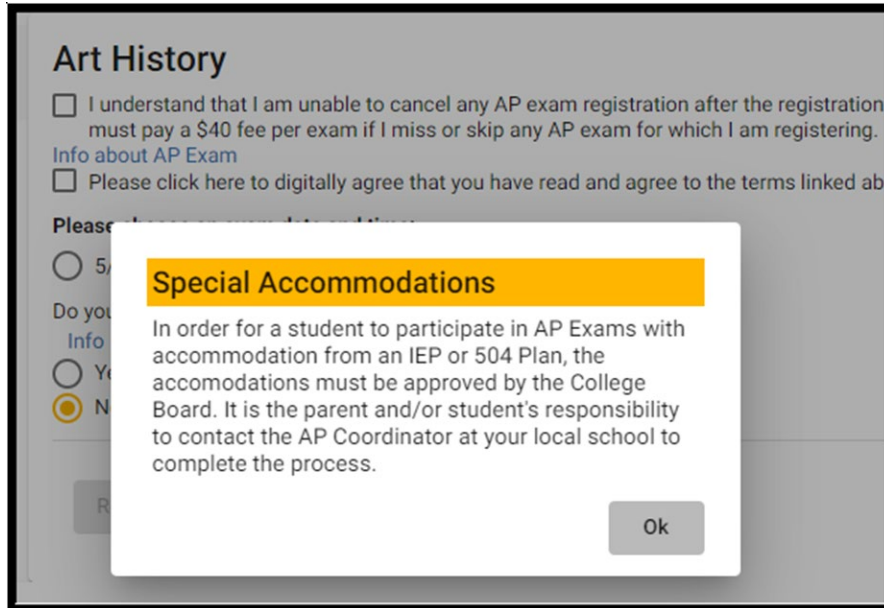 Art History
I understand that I am unable to cancel any AP exam registration after the registration
must pay a $40 fee per exam if I miss or skip any AP exam for which I am registering.
Info about AP Exam
Please click here to digitally agree that you have read and agree to the terms linked ab
Please
5/
Do you
Info
Special Accommodations
In order for a student to participate in AP Exams with
accommodation from an IEP or 504 Plan, the
accomodations must be approved by the College
Board. It is the parent and/or student's responsibility
to contact the AP Coordinator at your local school to
complete the process.
Ok